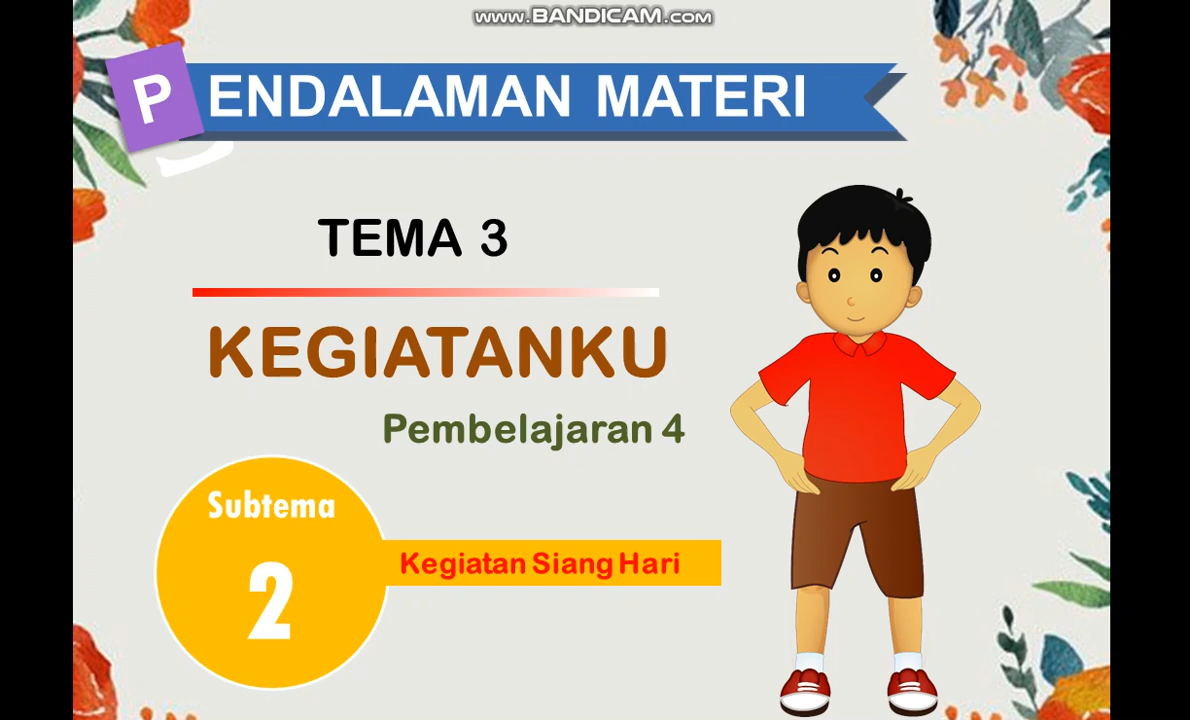 www.BANDICAM.com
PENDALAMAN MATERI
TEMA 3
KEGIATANKU
Pembelajaran 4
Subtema
2
Kegiatan Siang Hari